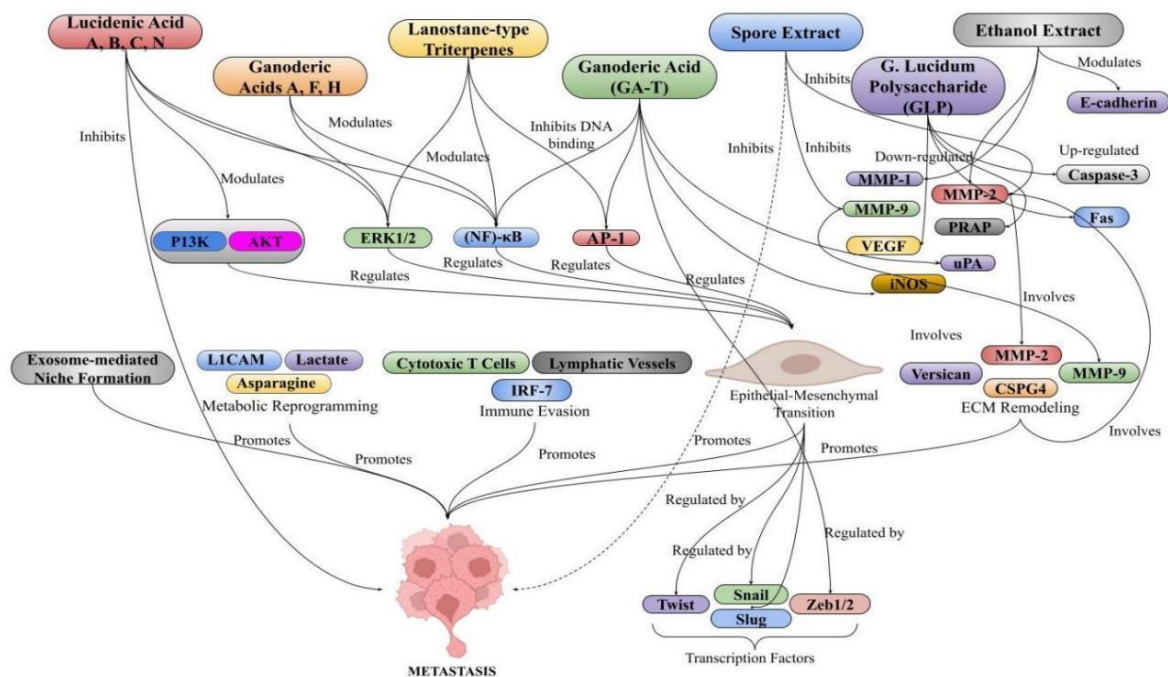 Lucidenic Acid
A, B, C, N
Lanostane-type
Triterpenes
Spore Extract
Ethanol Extract
Ganoderic
Acids A, F, H
Ganoderic Acid
(GA-T)
G. Lucidum
Polysaccharide
(GLP)
Modulates
E-cadherin
Inhibits
Inhibits
Modulates
Inhibits DNA
binding
Modulates
Inhibits
Inhibits
Down-regulated
Up-regulated
Modulates
MMP-1
MMP-2
Caspase-3
MMP-9
Fas
PRAP
P13K
AKT
ERK1/2
(NF)-κB
AP-1
VEGF
uPA
iNOS
Regulates
Regulates
Regulates
Regulates
Regulates
Involves
Involves
Exosome-mediated
Niche Formation
L1CAM
Lactate
Asparagine
Metabolic Reprogramming
Cytotoxic T Cells
Lymphatic Vessels
IRF-7
Immune Evasion
Epithelial-Mesenchymal
Transition
MMP-2
Versican
MMP-9
CSPG4
ECM Remodeling
Promotes
Promotes
Promotes
Promotes
Promotes
Involves
Regulated by
Regulated by
Regulated by
Twist
Snail
Slug
Zeb1/2
Transcription Factors
METASTASIS